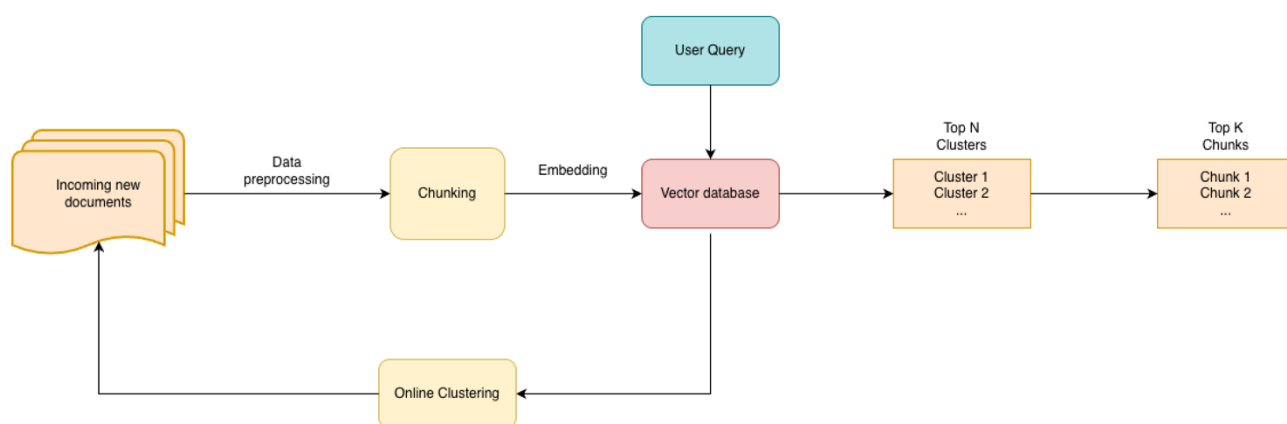 User Query
Top N
Clusters
Top K
Chunks
Data
preprocessing
Embedding
Incoming new
documents
Chunking
Vector database
Cluster 1
Cluster 2
...
Chunk 1
Chunk 2
...
Online Clustering